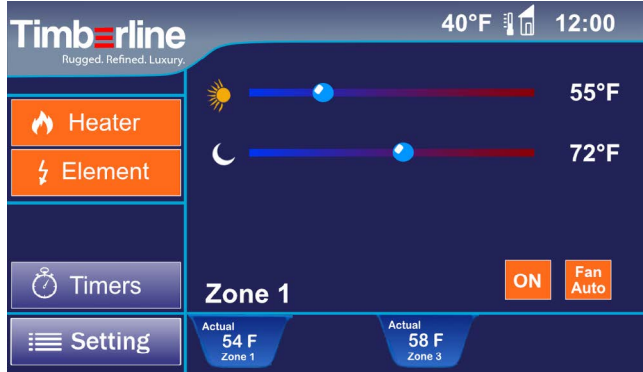 Timberline
Rugged. Refined. Luxury.
40°F 12:00
55°F
Heater
72°F
Element
Timers
Zone 1
ON
Fan
Auto
Setting
Actual
54 F
Zone 1
Actual
58 F
Zone 3